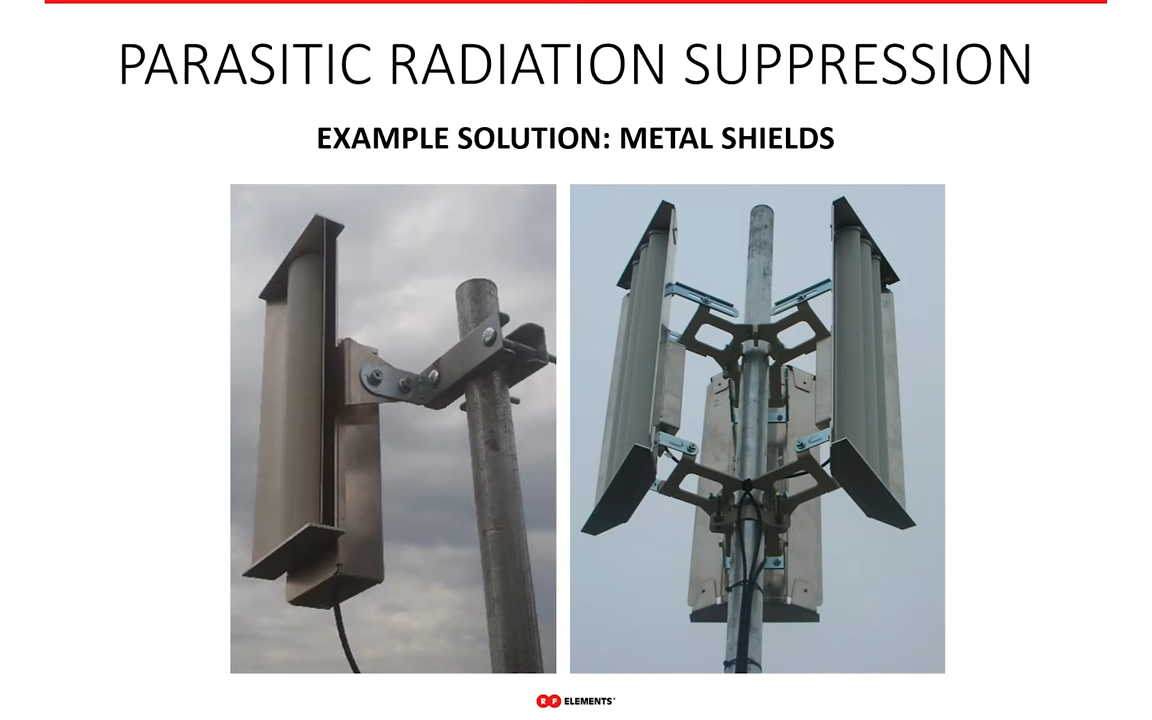 PARASITIC RADIATION SUPPRESSION
EXAMPLE SOLUTION: METAL SHIELDS
RF ELEMENTS®